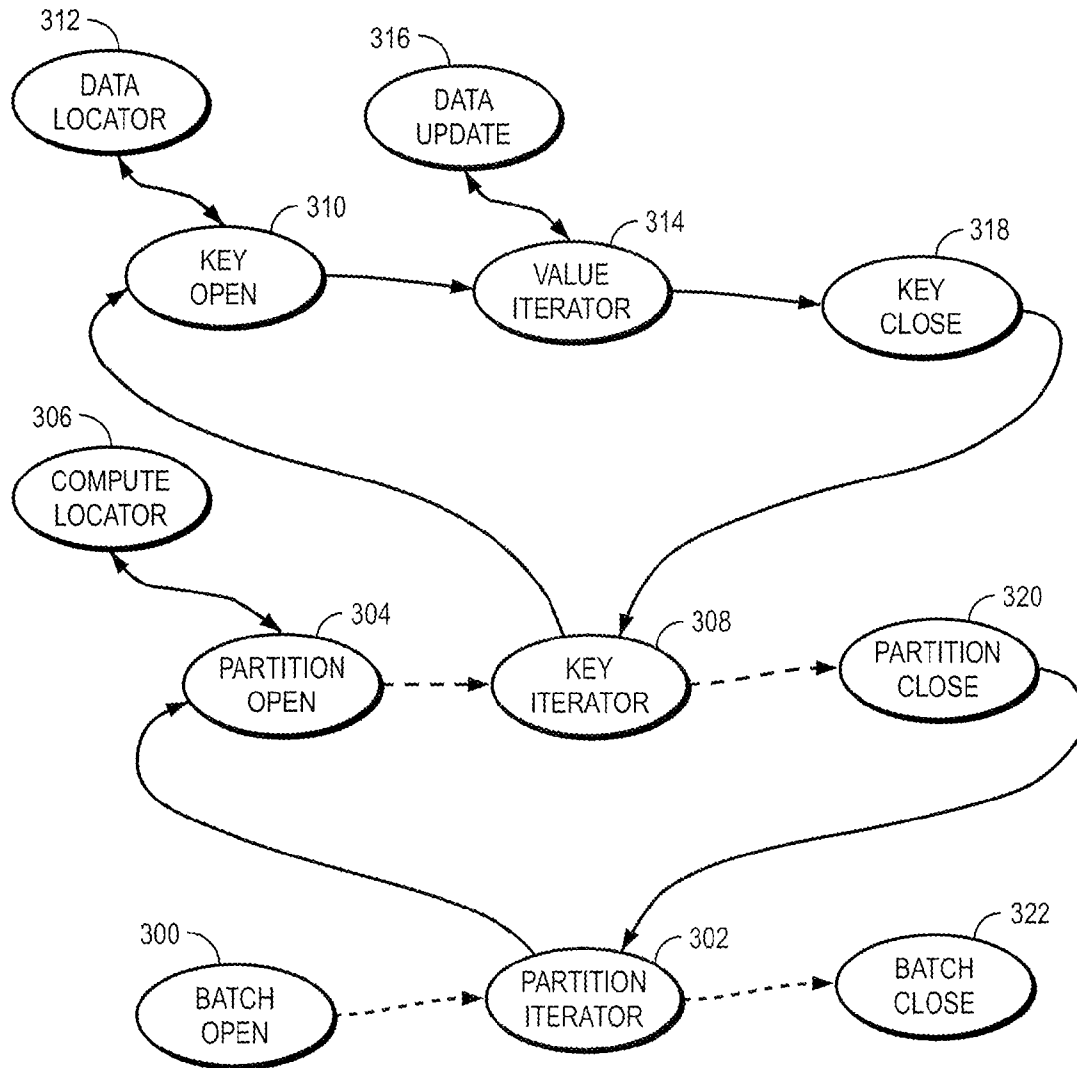 312
DATA
LOCATOR
316
DATA
UPDATE
310
KEY
OPEN
314
VALUE
ITERATOR
318
KEY
CLOSE
306
COMPUTE
LOCATOR
304
PARTITION
OPEN
308
KEY
ITERATOR
320
PARTITION
CLOSE
300
BATCH
OPEN
302
PARTITION
ITERATOR
322
BATCH
CLOSE